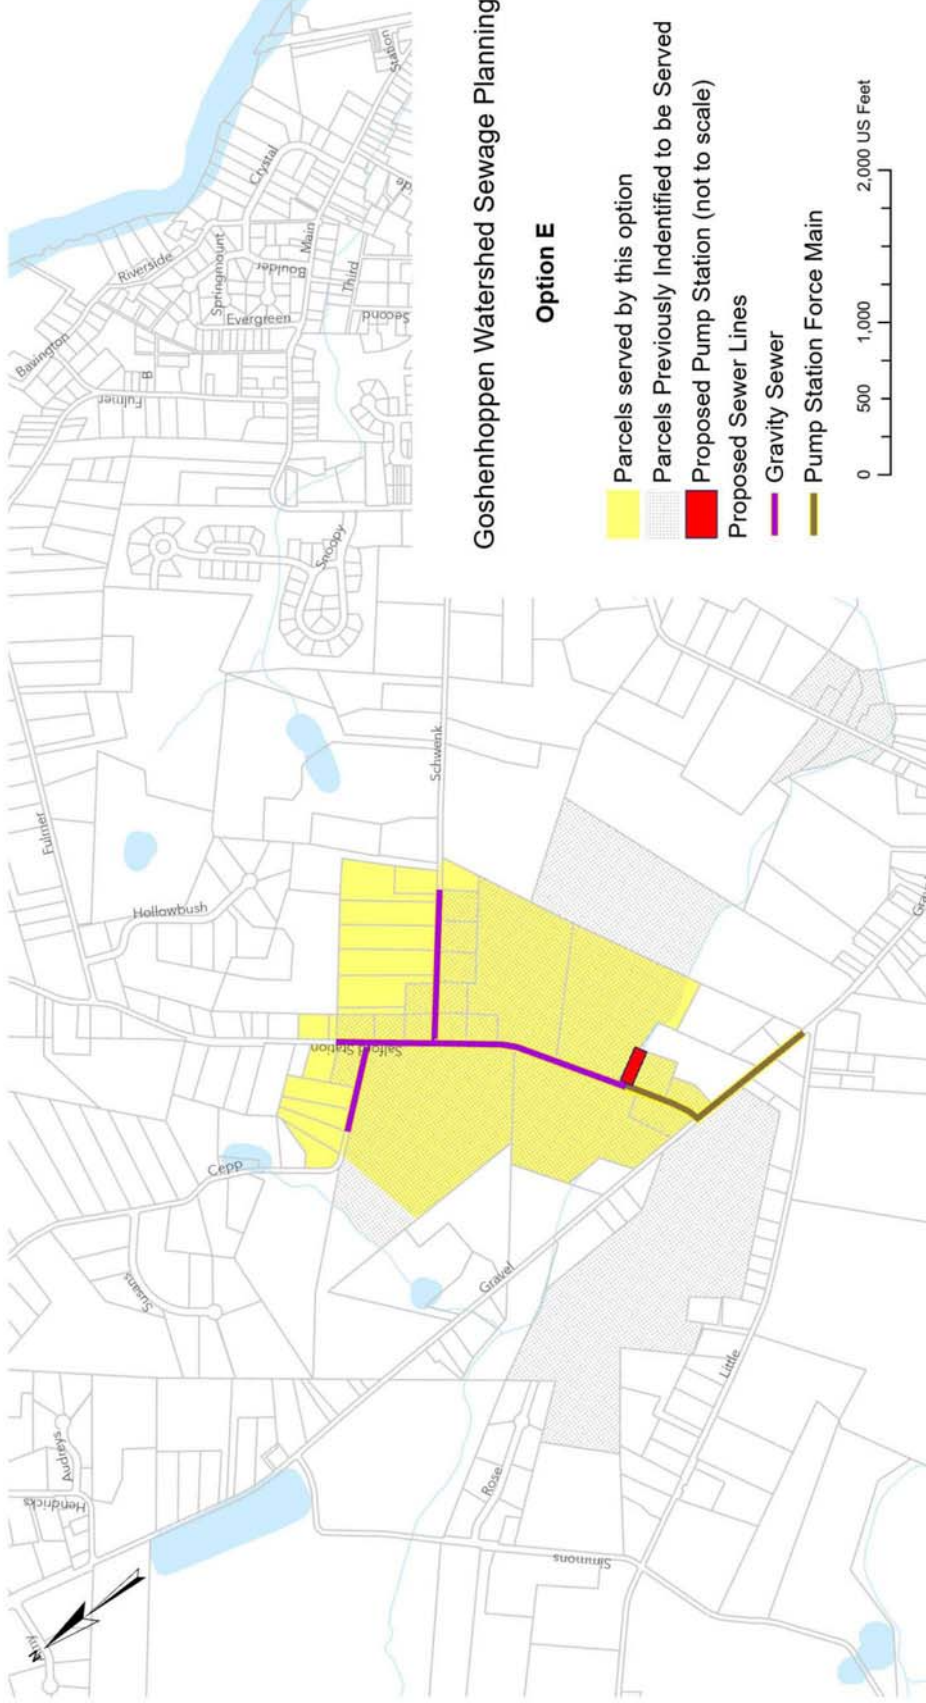 Goshenhoppen Watershed Sewage Planning
Option E
Parcels served by this option
Parcels Previously Indentified to be Served
Proposed Pump Station (not to scale)
Proposed Sewer Lines
Gravity Sewer
Pump Station Force Main
0 500 1,000 2,000 US Feet
N
Amy
Hendricks
Audreys
Susans
Cepp
Hollowbush
Fulmer
Fulmer
B
Bavington
Riverside
Springmount
Evergreen
Boulder
Crystal
Main
Third
Second
Station
Snoopy
Schwenk
Salford Station
Gravel
Rose
Simmons
Little